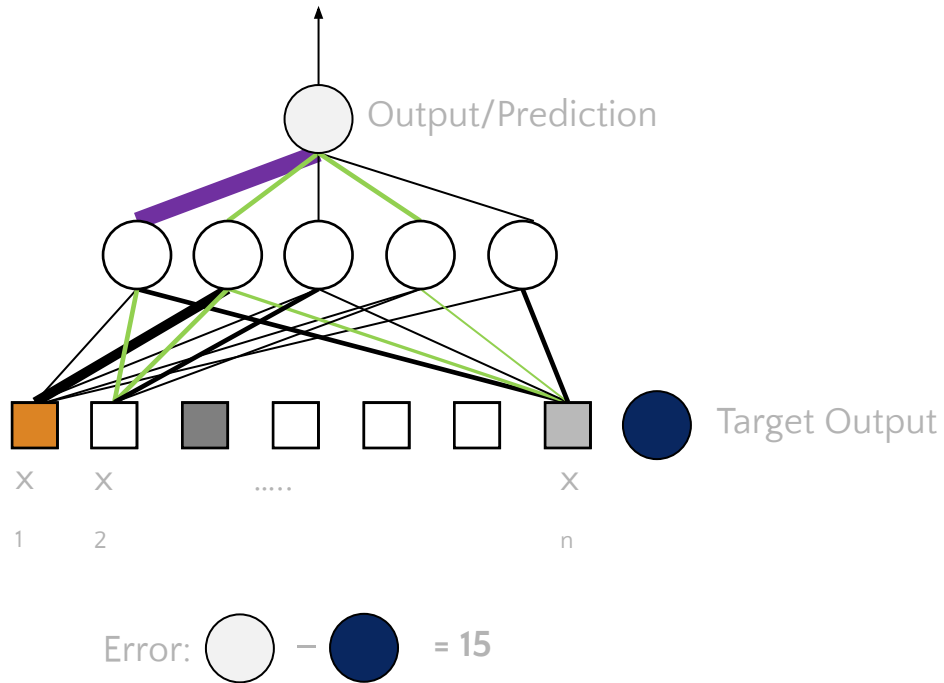 Output/Prediction
Target Output
X X ..... X
1 2 n
Error: – = 15